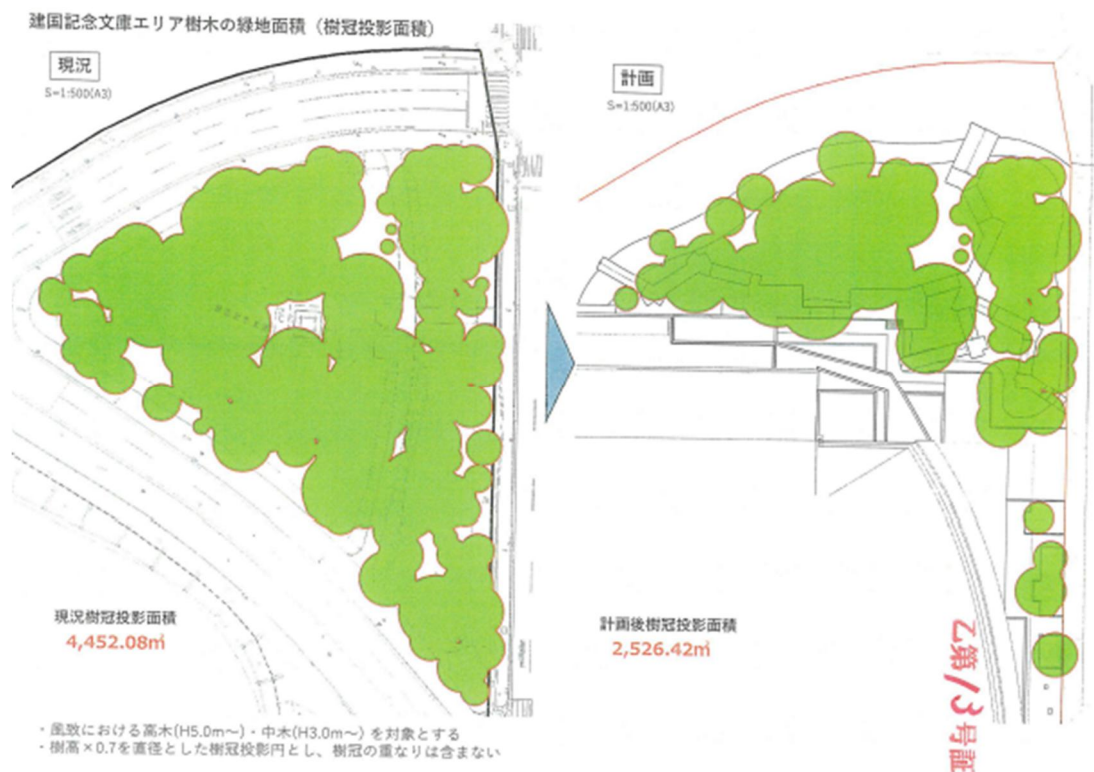 建国記念文庫エリア樹木の緑地面積（樹冠投影面積）
現況
S=1:500(A3)
現況樹冠投影面積
4,452.08㎡
・風致における高木(H5.0m〜)・中木(H3.0m〜) を対象とする
・樹高×0.7を直径とした樹冠投影円とし、樹冠の重なりは含まない
計画
S=1:500(A3)
計画後樹冠投影面積
2,526.42㎡
乙第13号証